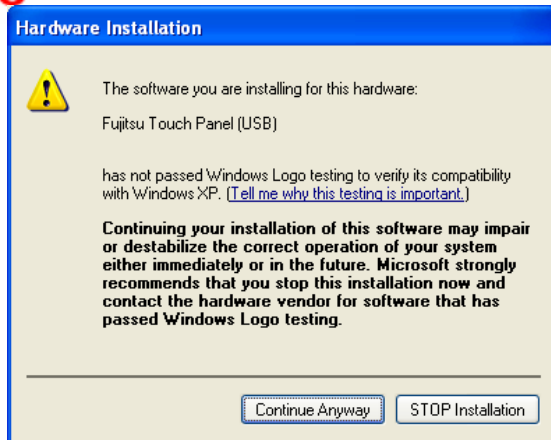 Hardware Installation
The software you are installing for this hardware:
Fujitsu Touch Panel (USB)
has not passed Windows Logo testing to verify its compatibility
with Windows XP. (Tell me why this testing is important.)
Continuing your installation of this software may impair
or destabilize the correct operation of your system
either immediately or in the future. Microsoft strongly
recommends that you stop this installation now and
contact the hardware vendor for software that has
passed Windows Logo testing.
Continue Anyway
STOP Installation